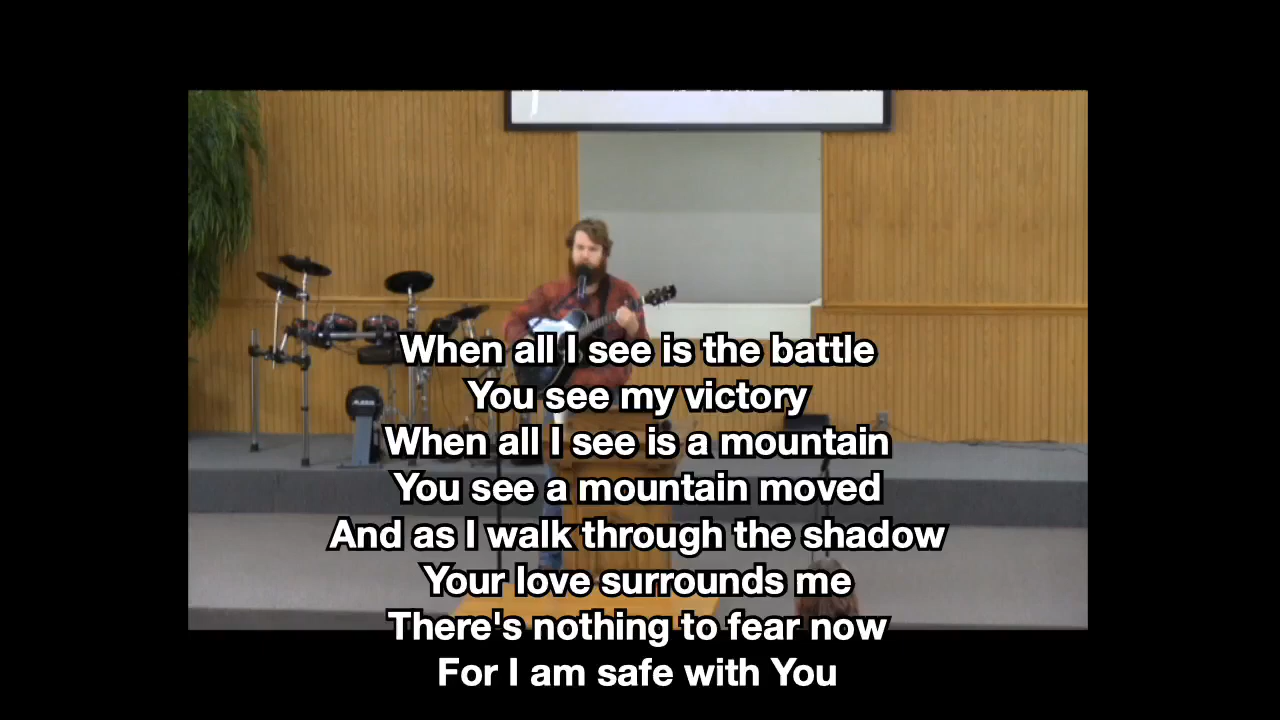 When all I see is the battle
You see my victory
When all I see is a mountain
You see a mountain moved
And as I walk through the shadow
Your love surrounds me
There's nothing to fear now
For I am safe with You